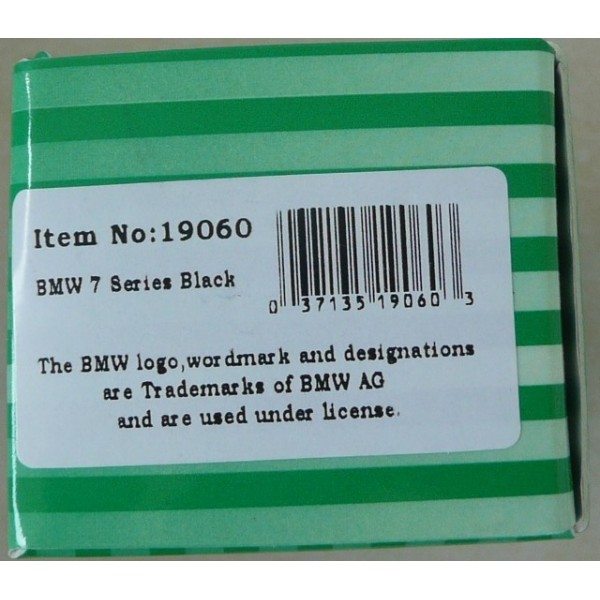 Item No:19060
BMW 7 Series Black
0 37135 19060 3
The BMW logo,wordmark and designations
are Trademarks of BMW AG
and are used under license.